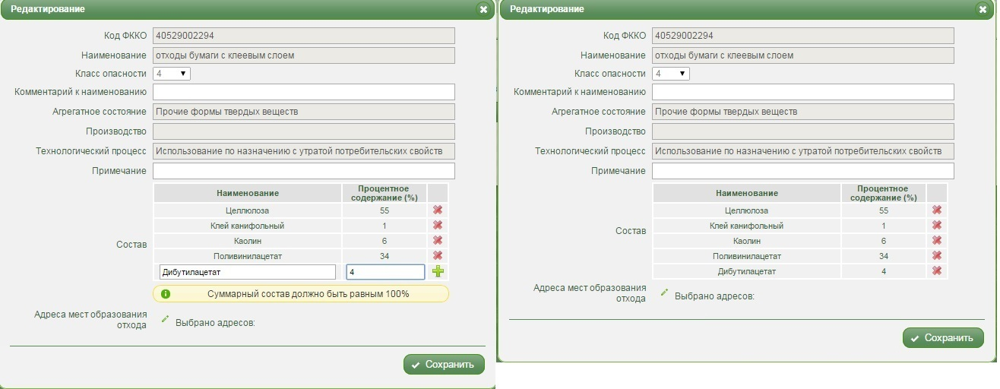 Редактирование
Код ФККО 40529002294
Наименование отходы бумаги с клеевым слоем
Класс опасности 4
Комментарий к наименованию
Агрегатное состояние Прочие формы твердых веществ
Производство
Технологический процесс Использование по назначению с утратой потребительских свойств
Примечание
Наименование Процентное содержание (%)
Целлюлоза 55
Клей канифольный 1
Каолин 6
Состав
Поливинилацетат 34
Дибутилацетат 4
Суммарный состав должно быть равным 100%
Адреса мест образования
отхода
Выбрано адресов:
Сохранить
Редактирование
Код ФККО 40529002294
Наименование отходы бумаги с клеевым слоем
Класс опасности 4
Комментарий к наименованию
Агрегатное состояние Прочие формы твердых веществ
Производство
Технологический процесс Использование по назначению с утратой потребительских свойств
Примечание
Наименование Процентное содержание (%)
Целлюлоза 55
Клей канифольный 1
Состав
Каолин 6
Поливинилацетат 34
Дибутилацетат 4
Адреса мест образования
отхода
Выбрано адресов:
Сохранить